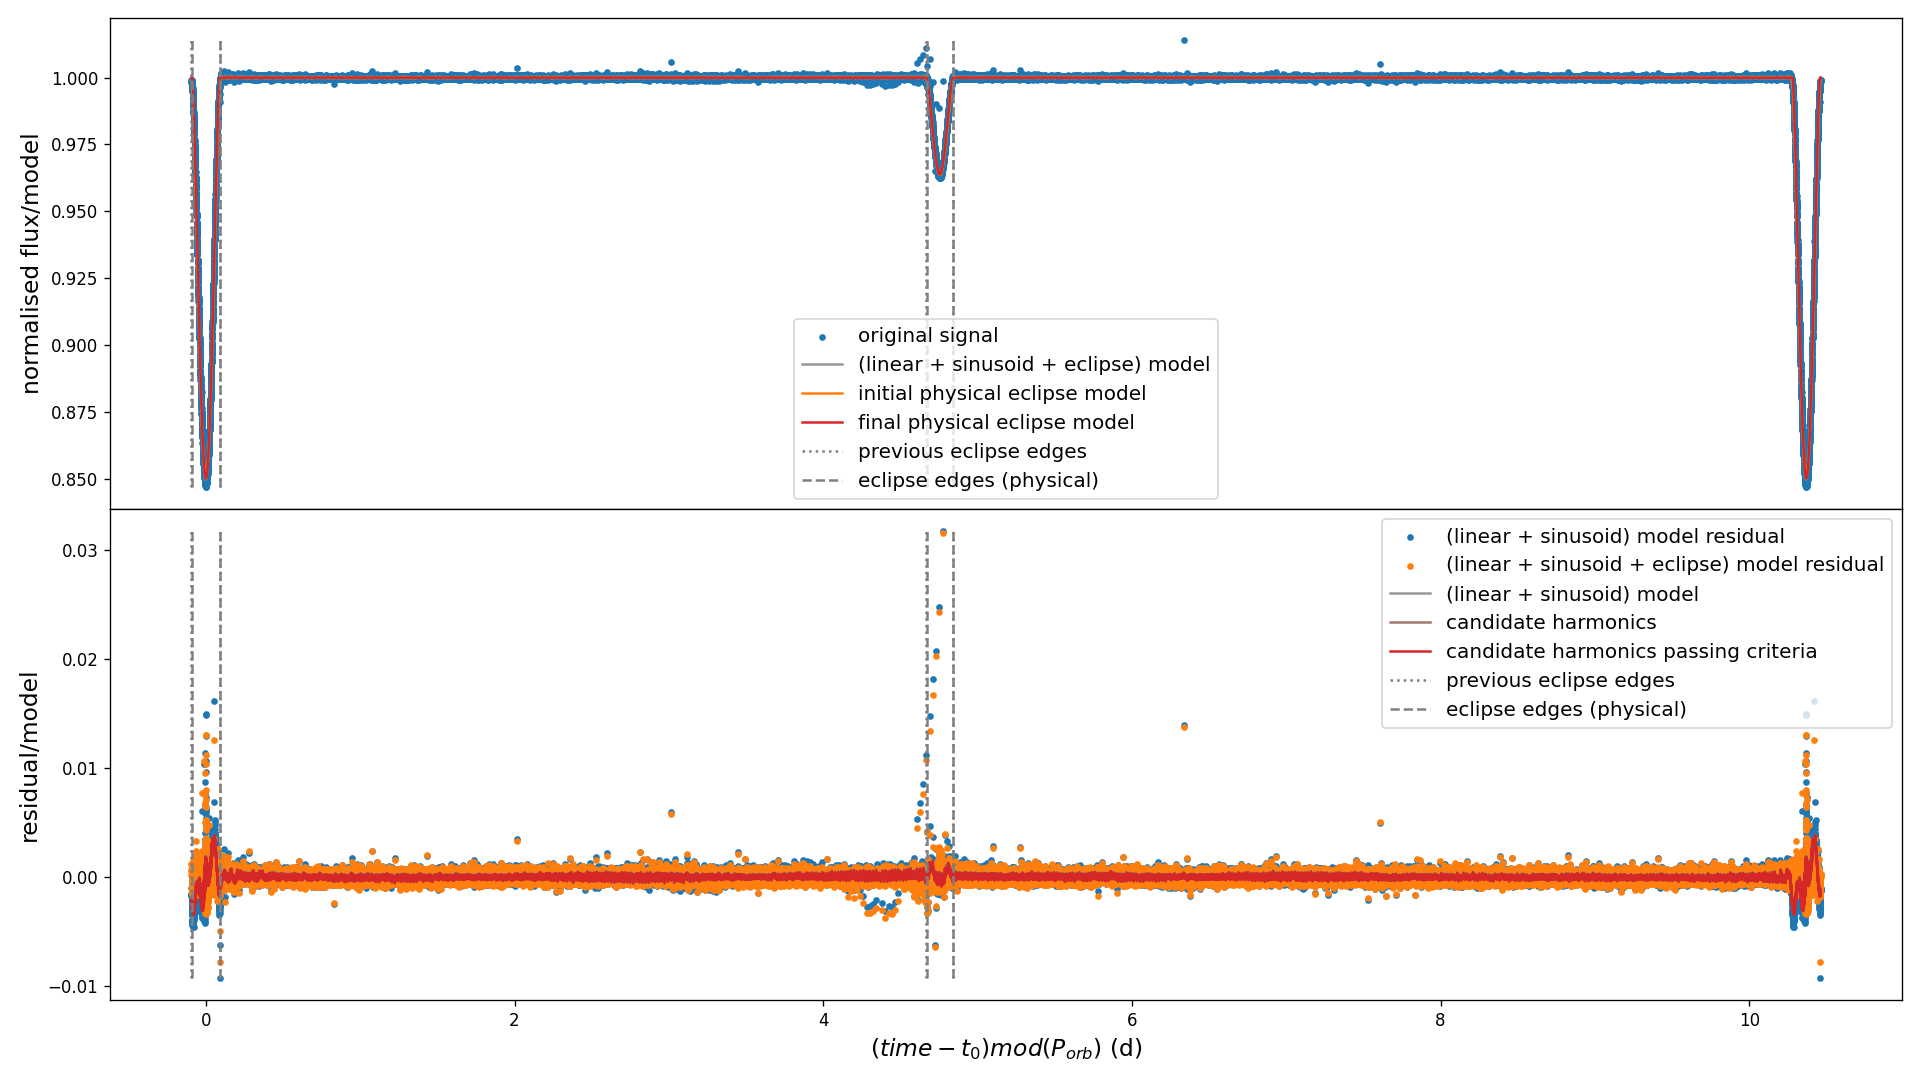 normalised flux/model
1.000
0.975
0.950
0.925
0.900
0.875
0.850
original signal
(linear + sinusoid + eclipse) model
initial physical eclipse model
final physical eclipse model
previous eclipse edges
eclipse edges (physical)
residual/model
0.03
0.02
0.01
0.00
−0.01
(linear + sinusoid) model residual
(linear + sinusoid + eclipse) model residual
(linear + sinusoid) model
candidate harmonics
candidate harmonics passing criteria
previous eclipse edges
eclipse edges (physical)
0 2 4 6 8 10
(time − t₀)mod(P_orb) (d)